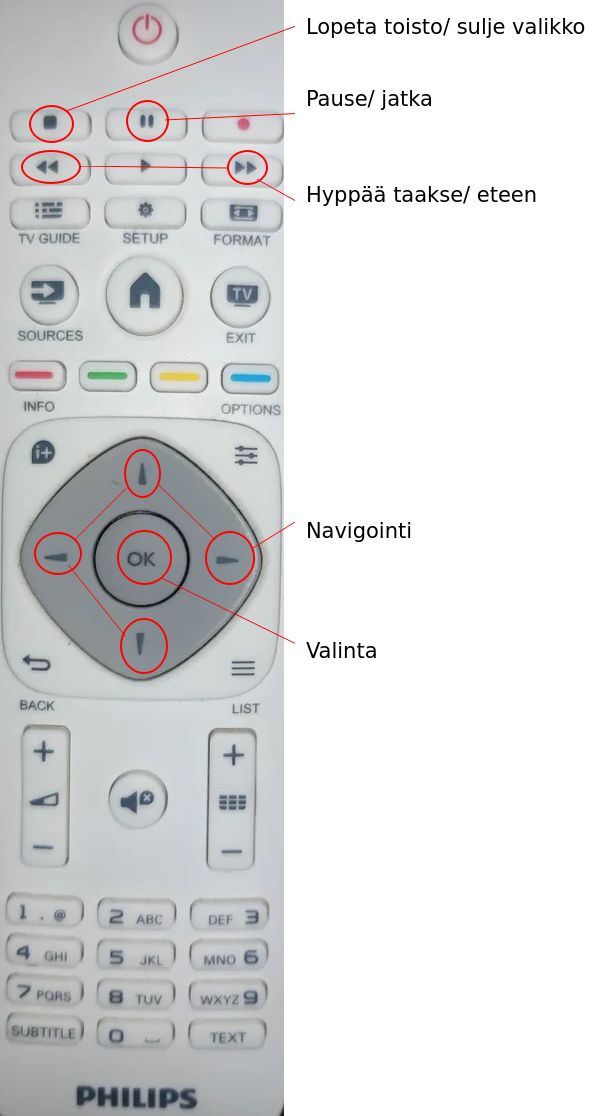 Lopeta toisto/ sulje valikko
Pause/ jatka
Hyppää taakse/ eteen
TV GUIDE SETUP FORMAT
TV
SOURCES EXIT
INFO OPTIONS
i+
Navigointi
OK
Valinta
BACK LIST
+ +
− −
1 . @ 2 ABC DEF 3
4 GHI 5 JKL MNO 6
7 PQRS 8 TUV WXYZ 9
SUBTITLE 0 TEXT
PHILIPS